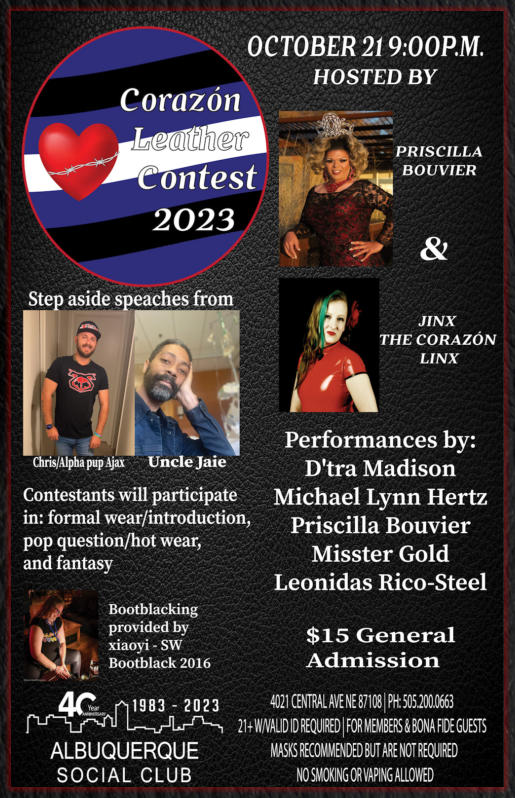 OCTOBER 21 9:00P.M.
HOSTED BY
Corazón
Leather
Contest
2023
PRISCILLA
BOUVIER
&
JINX
THE CORAZÓN
LINX
Step aside speaches from
Chris/Alpha pup Ajax
Uncle Jaie
Contestants will participate
in: formal wear/introduction,
pop question/hot wear,
and fantasy
Bootblacking
provided by
xiaoyi - SW
Bootblack 2016
Performances by:
D'tra Madison
Michael Lynn Hertz
Priscilla Bouvier
Misster Gold
Leonidas Rico-Steel
$15 General
Admission
40 Year
ANNIVERSARY
1983 - 2023
ALBUQUERQUE
SOCIAL CLUB
4021 CENTRAL AVE NE 87108 | PH: 505.200.0663
21+ W/VALID ID REQUIRED | FOR MEMBERS & BONA FIDE GUESTS
MASKS RECOMMENDED BUT ARE NOT REQUIRED
NO SMOKING OR VAPING ALLOWED